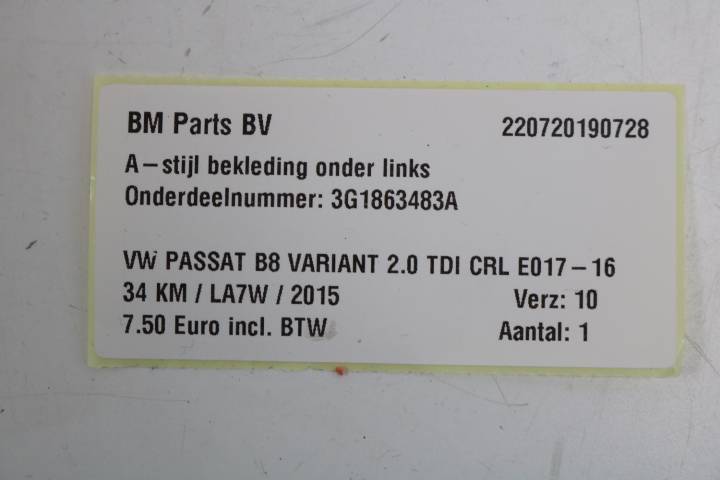 BM Parts BV 220720190728
A-stijl bekleding onder links
Onderdeelnummer: 3G1863483A
VW PASSAT B8 VARIANT 2.0 TDI CRL E017-16
34 KM / LA7W / 2015 Verz: 10
7.50 Euro incl. BTW Aantal: 1